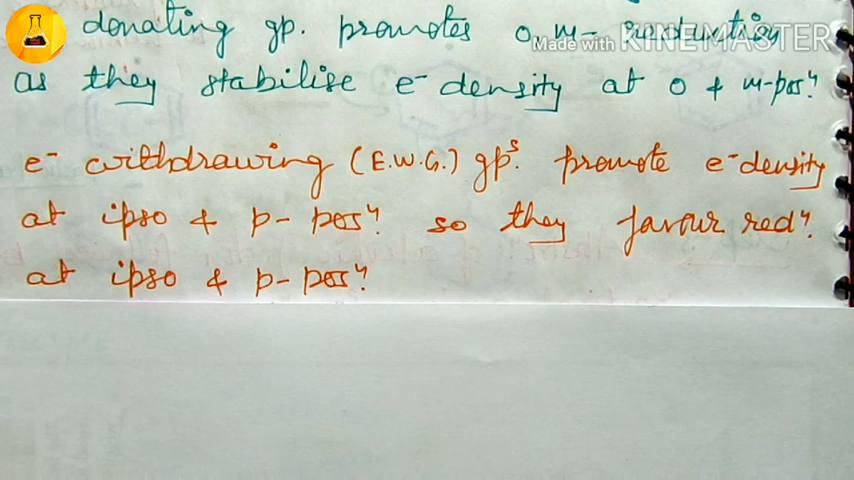 donating gp. promotes o, m- reduction
Made with KINEMASTER
as they stabilise e⁻ density at o & m-posⁿ.
e⁻ withdrawing (E.W.G.) gpˢ. promote e⁻density
at ipso & p- posⁿ. so they favour redⁿ.
at ipso & p- posⁿ.